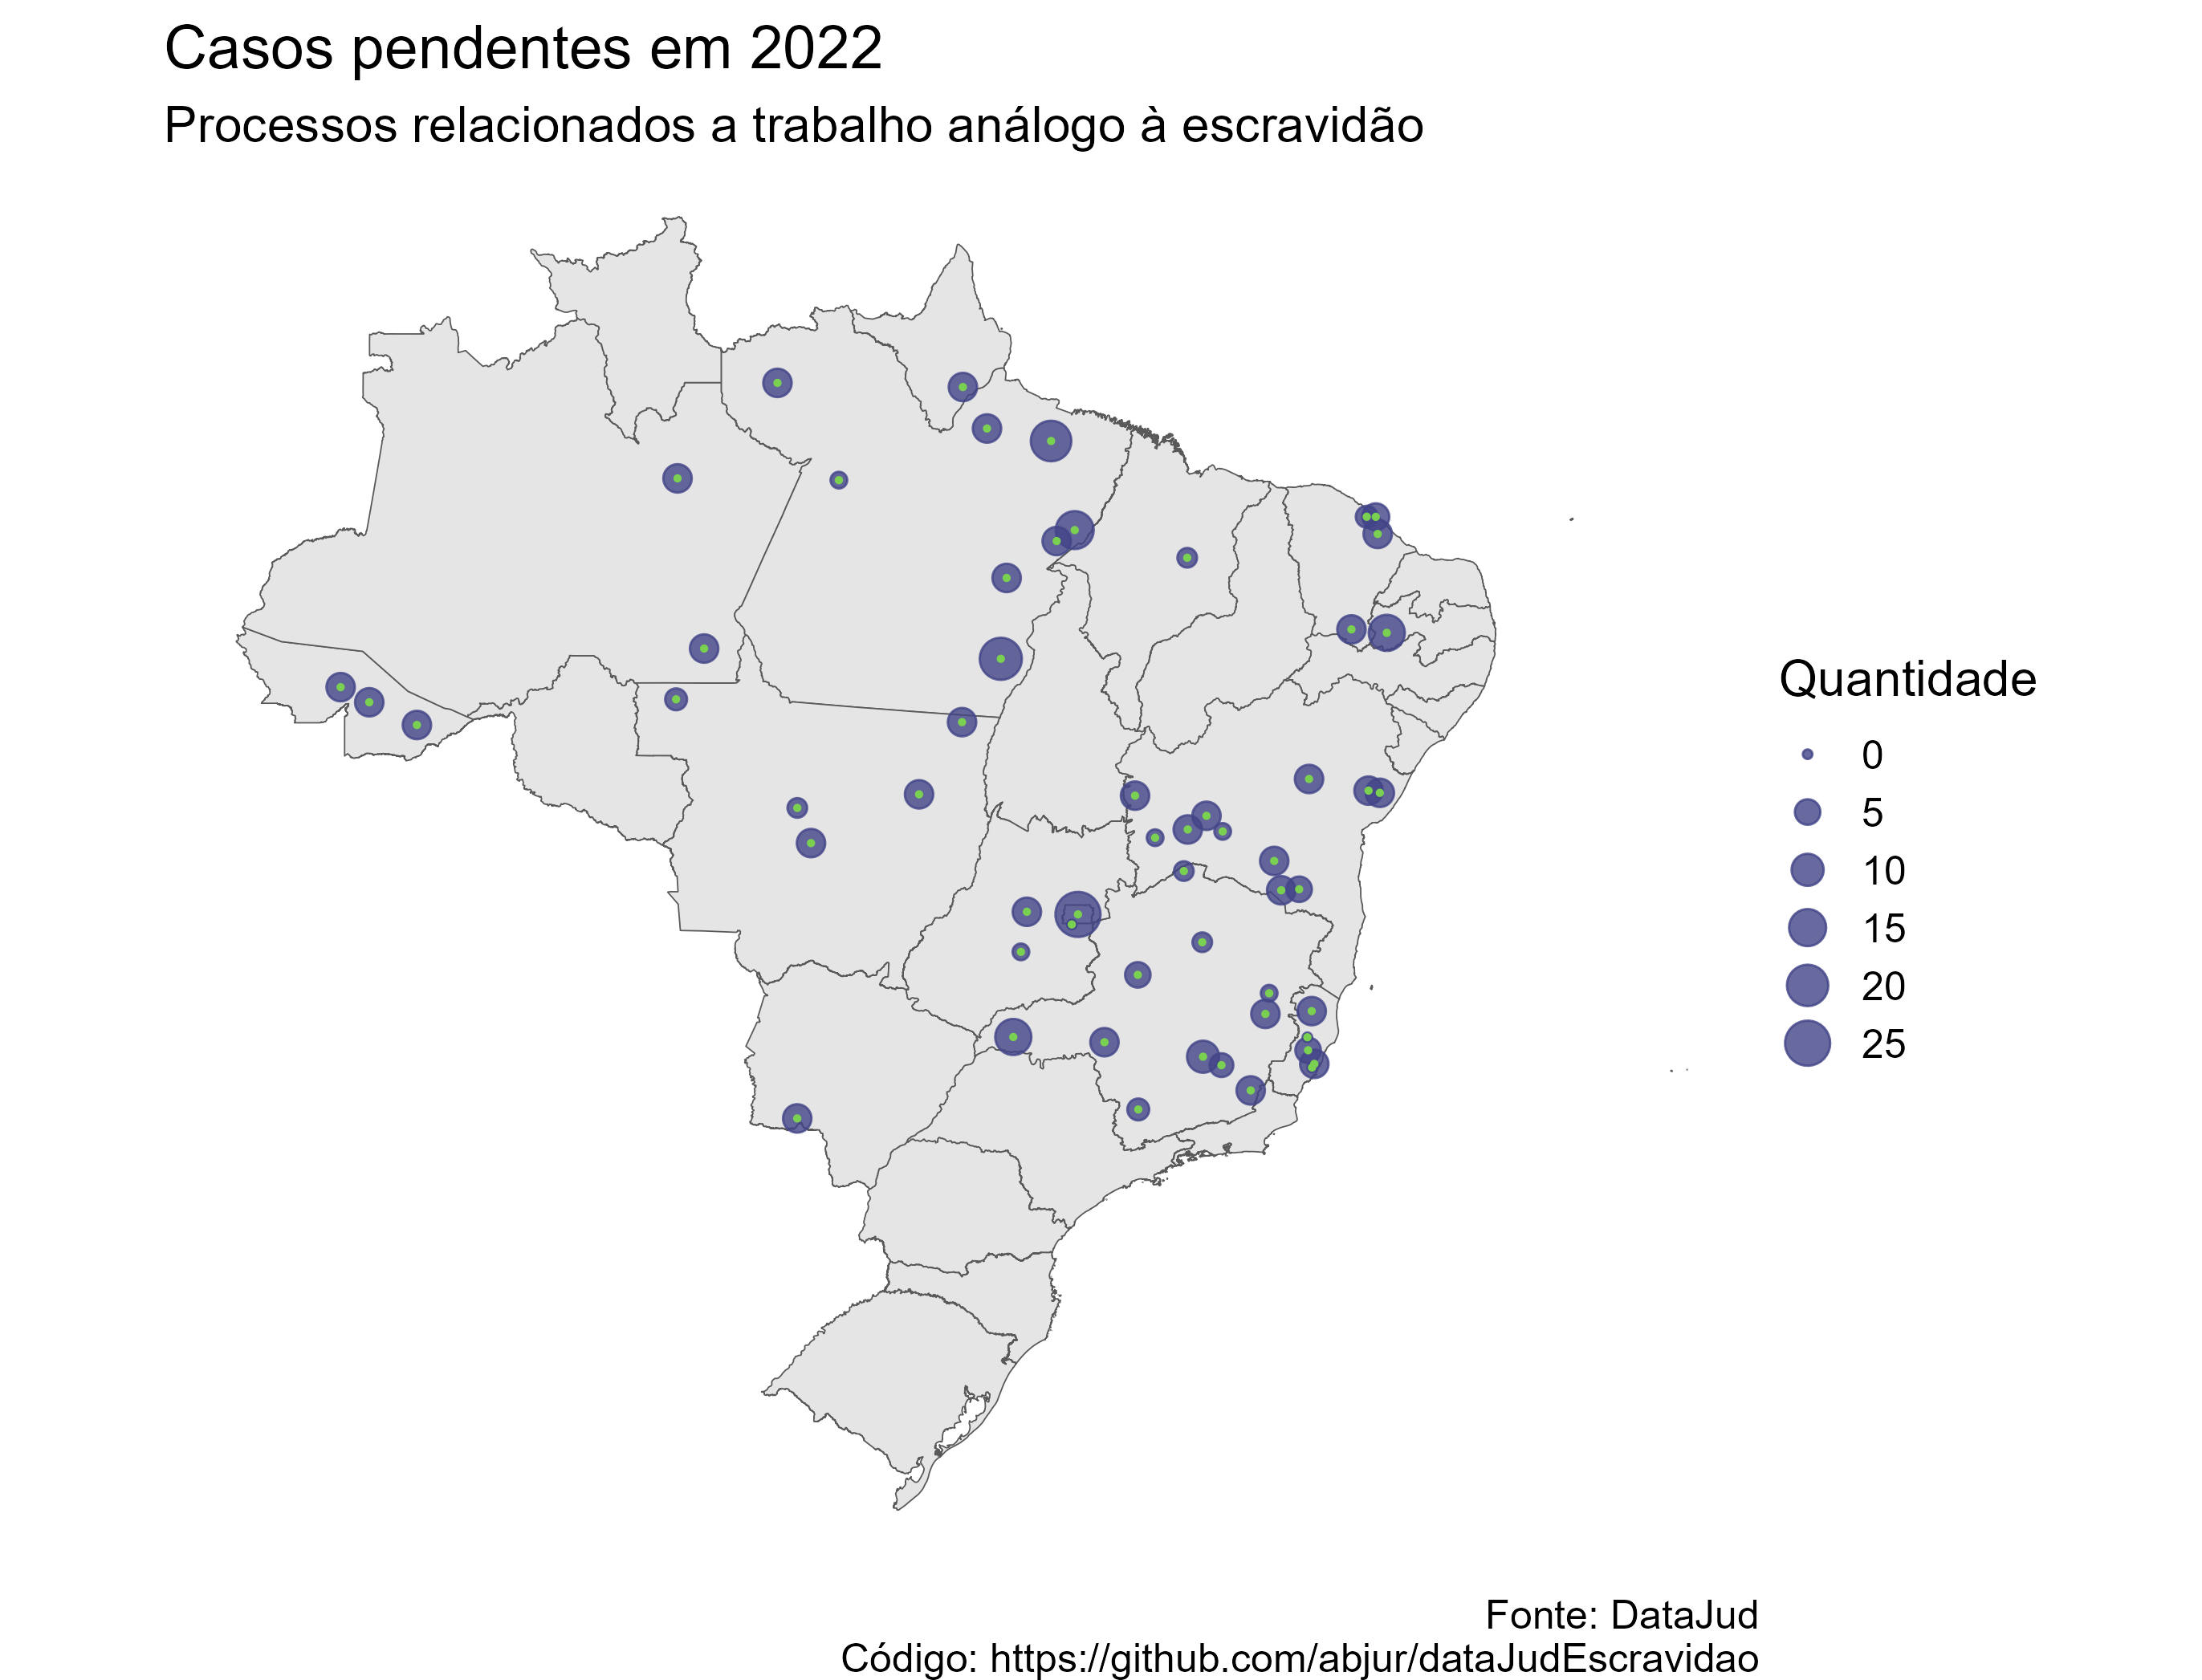 Casos pendentes em 2022
Processos relacionados a trabalho análogo à escravidão
Quantidade
0
5
10
15
20
25
Fonte: DataJud
Código: https://github.com/abjur/dataJudEscravidao